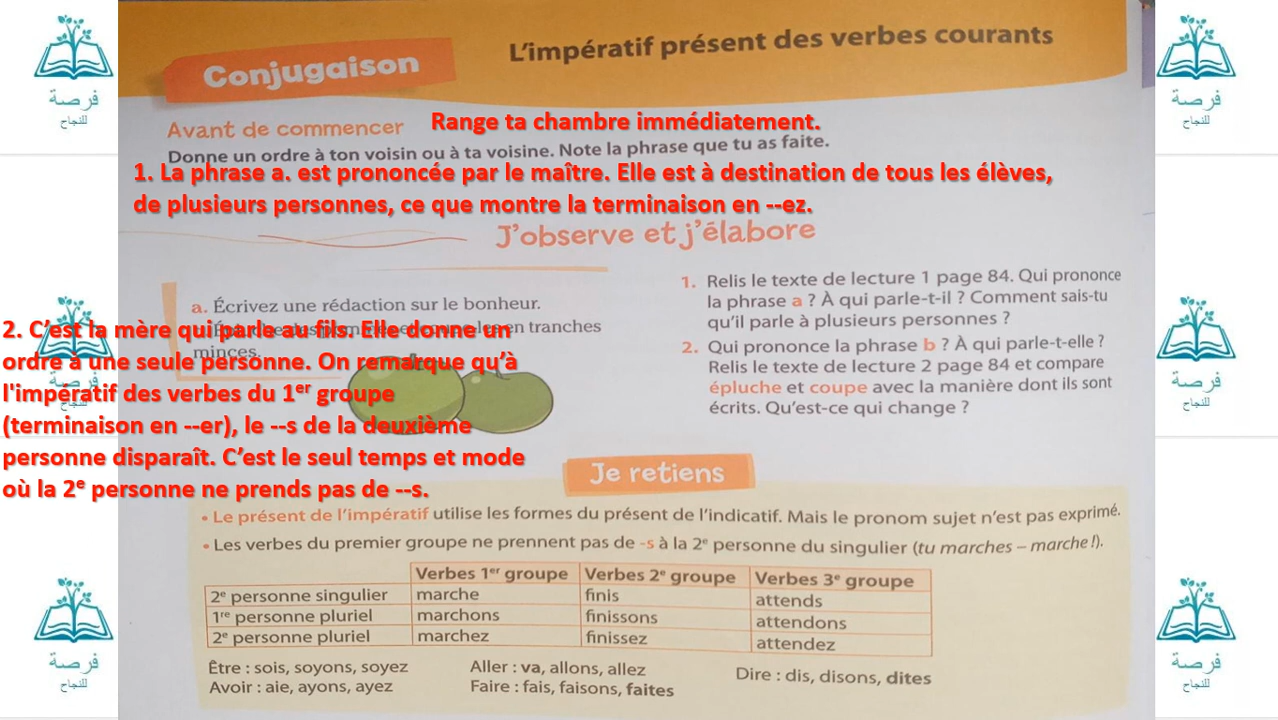 فرصة
للنجاح
فرصة
للنجاح
فرصة
للنجاح
L'impératif présent des verbes courants
Conjugaison
Avant de commencer
Range ta chambre immédiatement.
Donne un ordre à ton voisin ou à ta voisine. Note la phrase que tu as faite.
1. La phrase a. est prononcée par le maître. Elle est à destination de tous les élèves,
de plusieurs personnes, ce que montre la terminaison en --ez.
J'observe et j'élabore
a. Écrivez une rédaction sur le bonheur.
en tranches
minces.
2. C'est la mère qui parle au fils. Elle donne un
ordre à une seule personne. On remarque qu'à
l'impératif des verbes du 1er groupe
(terminaison en --er), le --s de la deuxième
personne disparaît. C'est le seul temps et mode
où la 2e personne ne prends pas de --s.
1. Relis le texte de lecture 1 page 84. Qui prononce
la phrase a ? À qui parle-t-il ? Comment sais-tu
qu'il parle à plusieurs personnes ?
2. Qui prononce la phrase b ? À qui parle-t-elle ?
Relis le texte de lecture 2 page 84 et compare
épluche et coupe avec la manière dont ils sont
écrits. Qu'est-ce qui change ?
Je retiens
• Le présent de l'impératif utilise les formes du présent de l'indicatif. Mais le pronom sujet n'est pas exprimé.
• Les verbes du premier groupe ne prennent pas de -s à la 2e personne du singulier (tu marches – marche !).
Verbes 1er groupe Verbes 2e groupe Verbes 3e groupe
2e personne singulier marche finis attends
1re personne pluriel marchons finissons attendons
2e personne pluriel marchez finissez attendez
Être : sois, soyons, soyez Aller : va, allons, allez Dire : dis, disons, dites
Avoir : aie, ayons, ayez Faire : fais, faisons, faites
فرصة
للنجاح
فرصة
للنجاح
فرصة
للنجاح